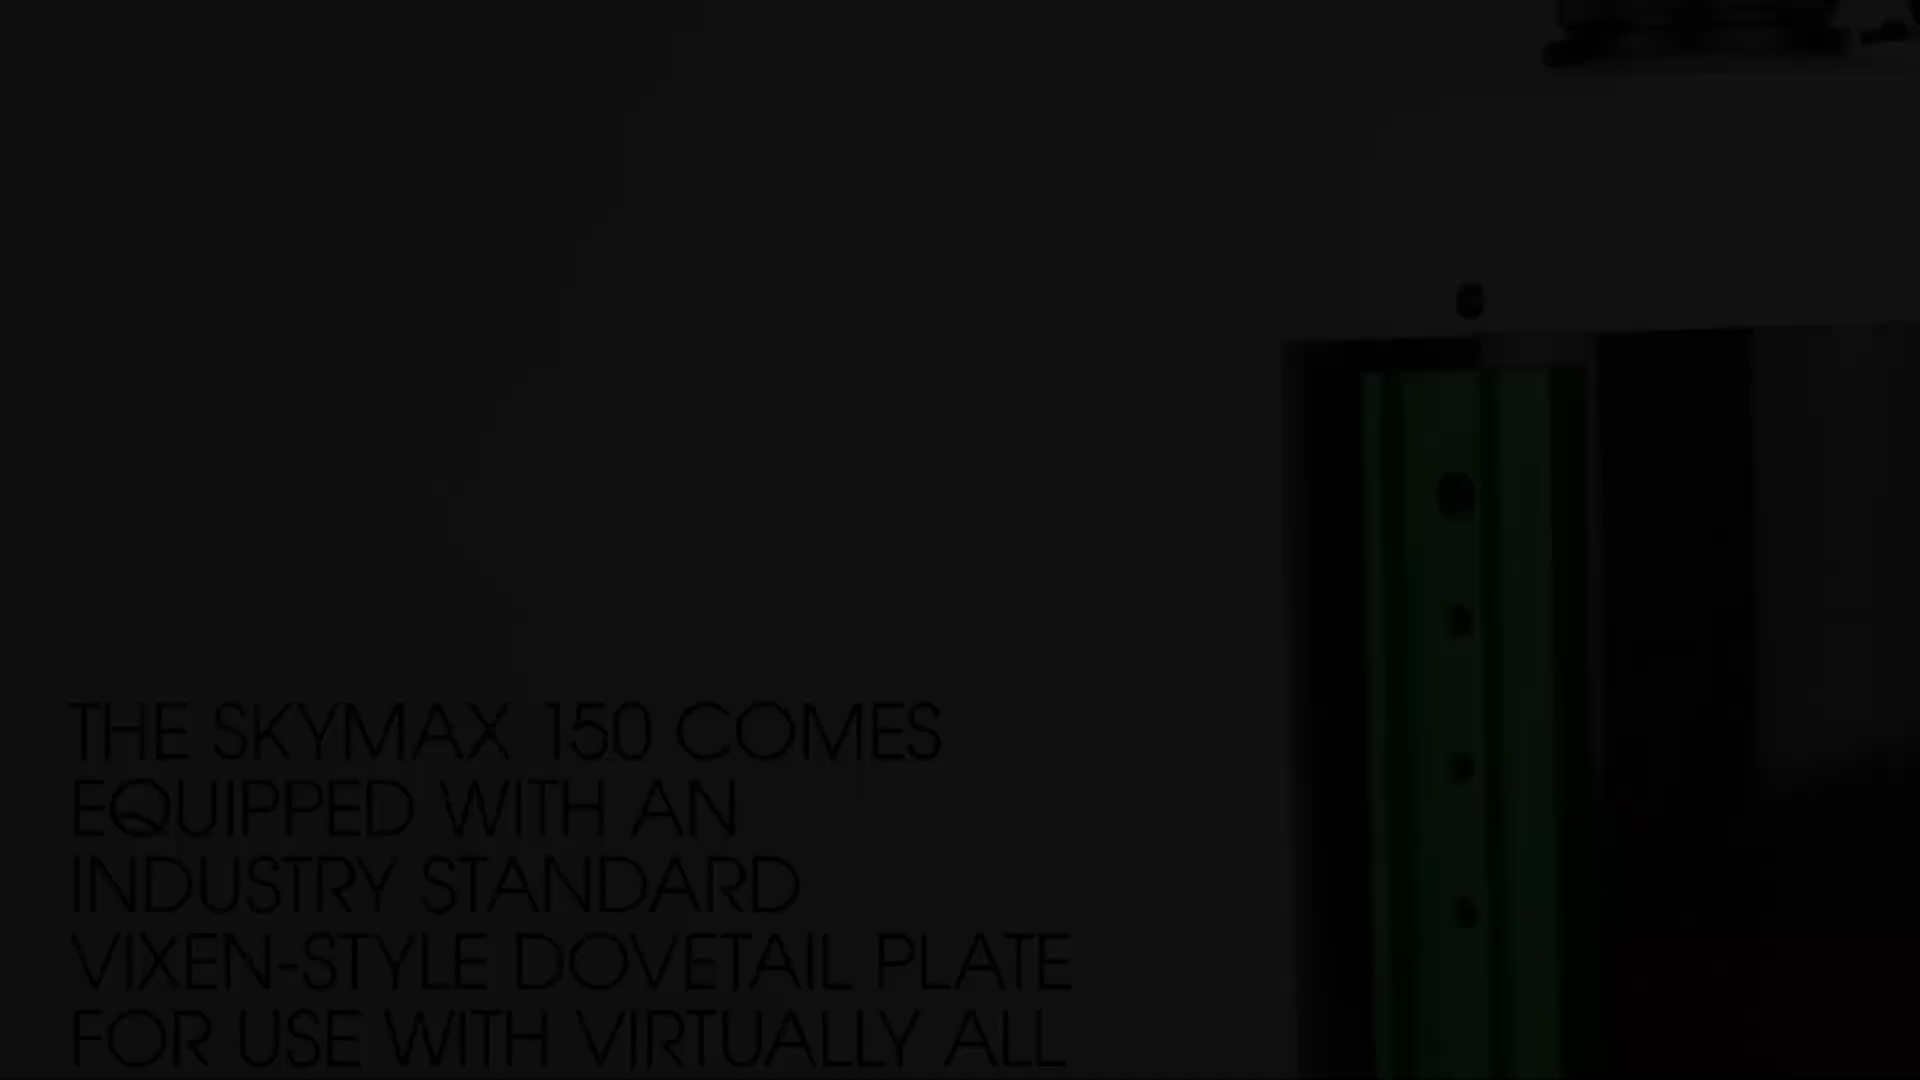 THE SKYMAX 150 COMES
EQUIPPED WITH AN
INDUSTRY STANDARD
VIXEN-STYLE DOVETAIL PLATE
FOR USE WITH VIRTUALLY ALL